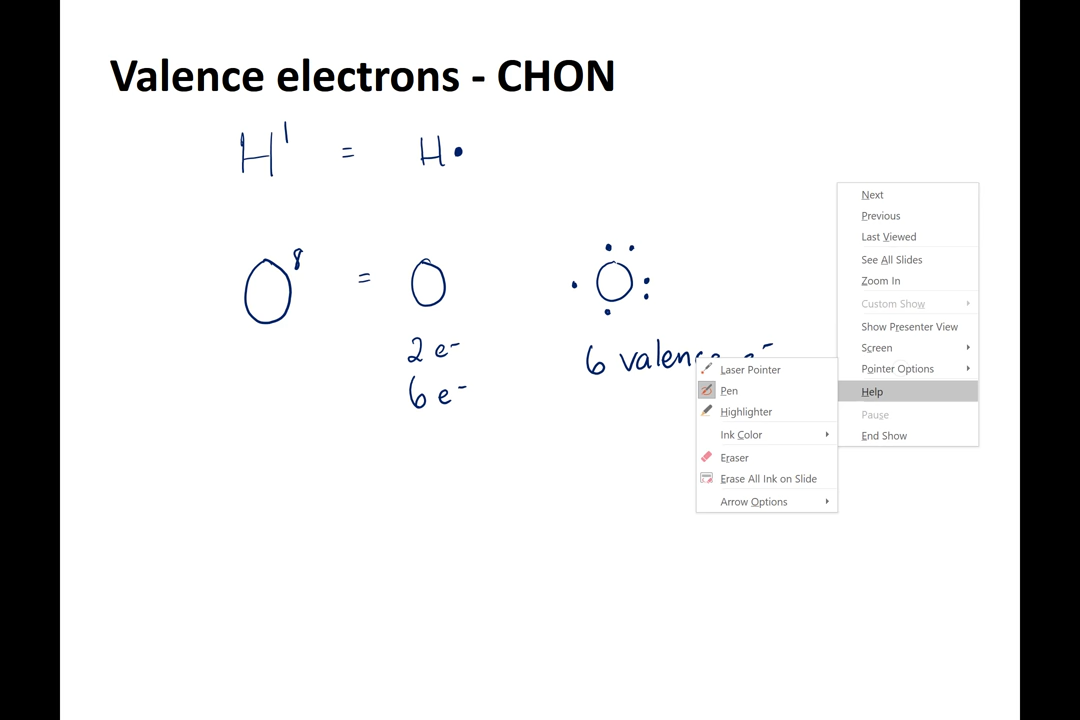 Valence electrons - CHON
H¹ = H•
O⁸ = O
O
2 e⁻
6 e⁻
6 valence e⁻
Next
Previous
Last Viewed
See All Slides
Zoom In
Custom Show
Show Presenter View
Screen
Pointer Options
Help
Pause
End Show
Laser Pointer
Pen
Highlighter
Ink Color
Eraser
Erase All Ink on Slide
Arrow Options